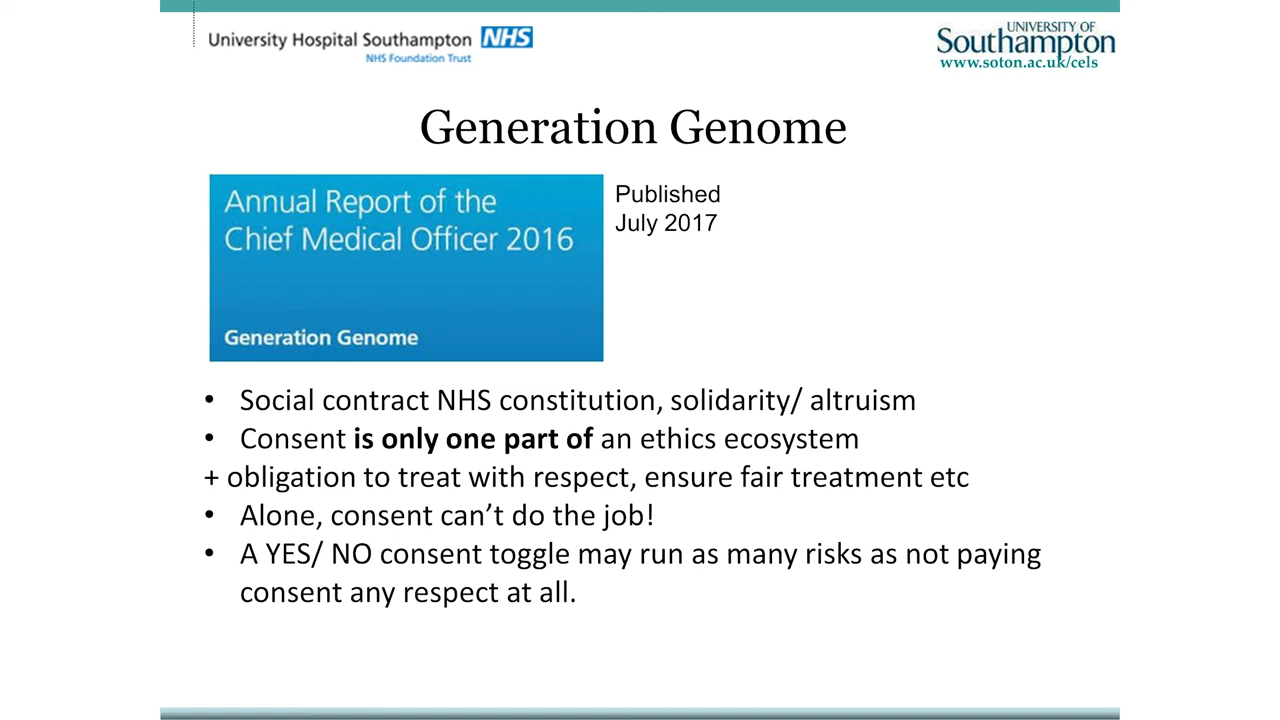 University Hospital Southampton NHS
NHS Foundation Trust
UNIVERSITY OF
Southampton
www.soton.ac.uk/cels
Generation Genome
Annual Report of the
Chief Medical Officer 2016
Generation Genome
Published
July 2017
• Social contract NHS constitution, solidarity/ altruism
• Consent is only one part of an ethics ecosystem
+ obligation to treat with respect, ensure fair treatment etc
• Alone, consent can’t do the job!
• A YES/ NO consent toggle may run as many risks as not paying
consent any respect at all.